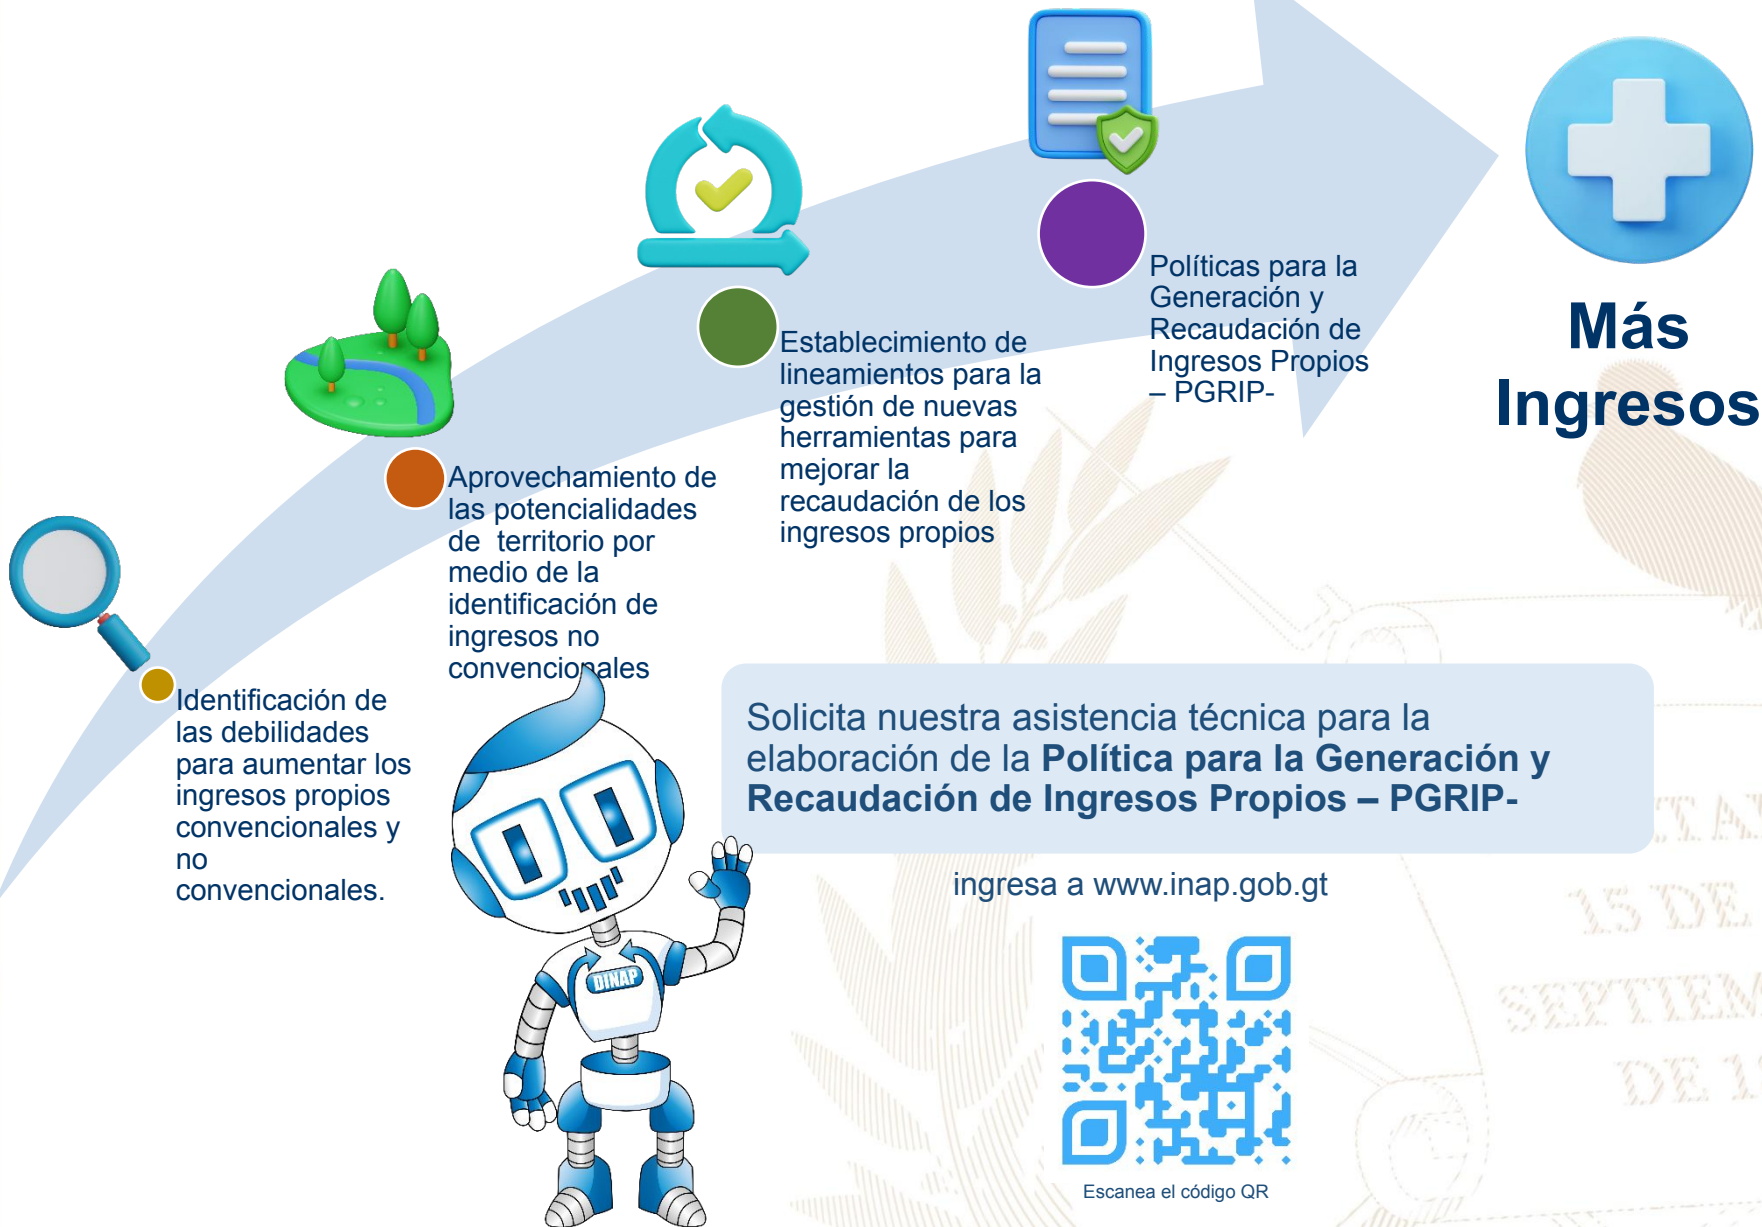 Más
Ingresos
Políticas para la
Generación y
Recaudación de
Ingresos Propios
– PGRIP-
Establecimiento de
lineamientos para la
gestión de nuevas
herramientas para
mejorar la
recaudación de los
ingresos propios
Aprovechamiento de
las potencialidades
de territorio por
medio de la
identificación de
ingresos no
convencionales
Identificación de
las debilidades
para aumentar los
ingresos propios
convencionales y
no
convencionales.
Solicita nuestra asistencia técnica para la
elaboración de la Política para la Generación y
Recaudación de Ingresos Propios – PGRIP-
ingresa a www.inap.gob.gt
DINAP
Escanea el código QR
15 DE
DE